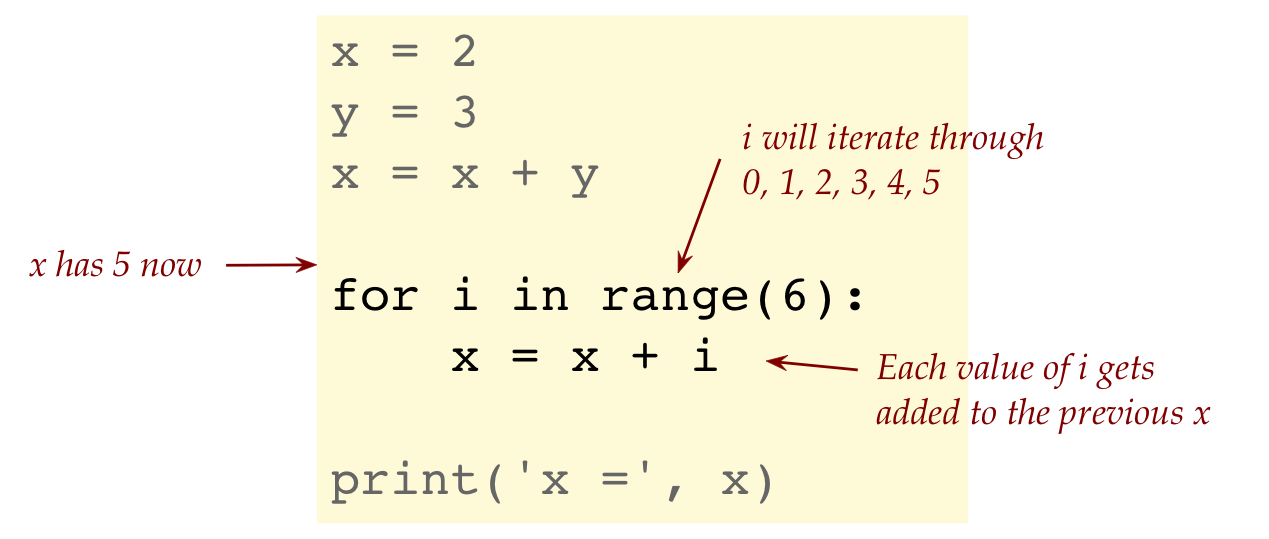 x = 2
y = 3
x = x + y
i will iterate through
0, 1, 2, 3, 4, 5
x has 5 now
for i in range(6):
    x = x + i
Each value of i gets
added to the previous x
print('x =', x)